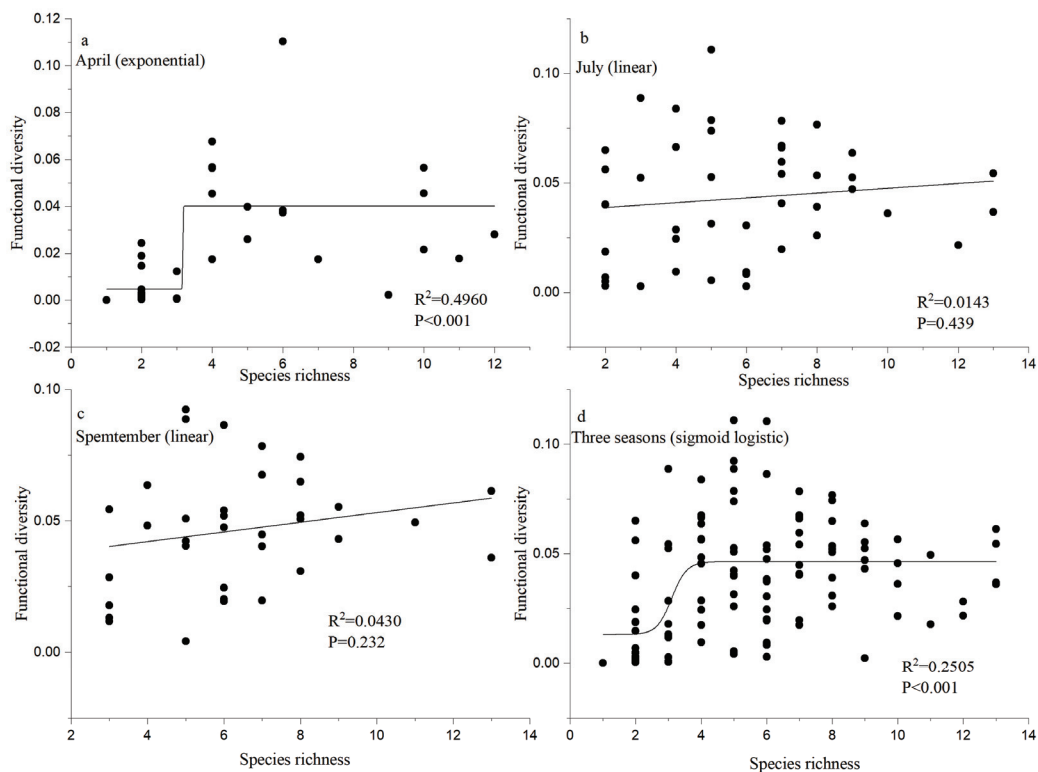 0.12
0.10
0.08
0.06
0.04
0.02
0.00
-0.02
Functional diversity
a
April (exponential)
R²=0.4960
P<0.001
0 2 4 6 8 10 12
Species richness
0.10
0.05
0.00
Functional diversity
b
July (linear)
R²=0.0143
P=0.439
2 4 6 8 10 12 14
Species richness
0.10
0.05
0.00
Functional diversity
c
Spemtember (linear)
R²=0.0430
P=0.232
2 4 6 8 10 12 14
Species richness
0.10
0.05
0.00
Functional diversity
d
Three seasons (sigmoid logistic)
R²=0.2505
P<0.001
0 2 4 6 8 10 12 14
Species richness